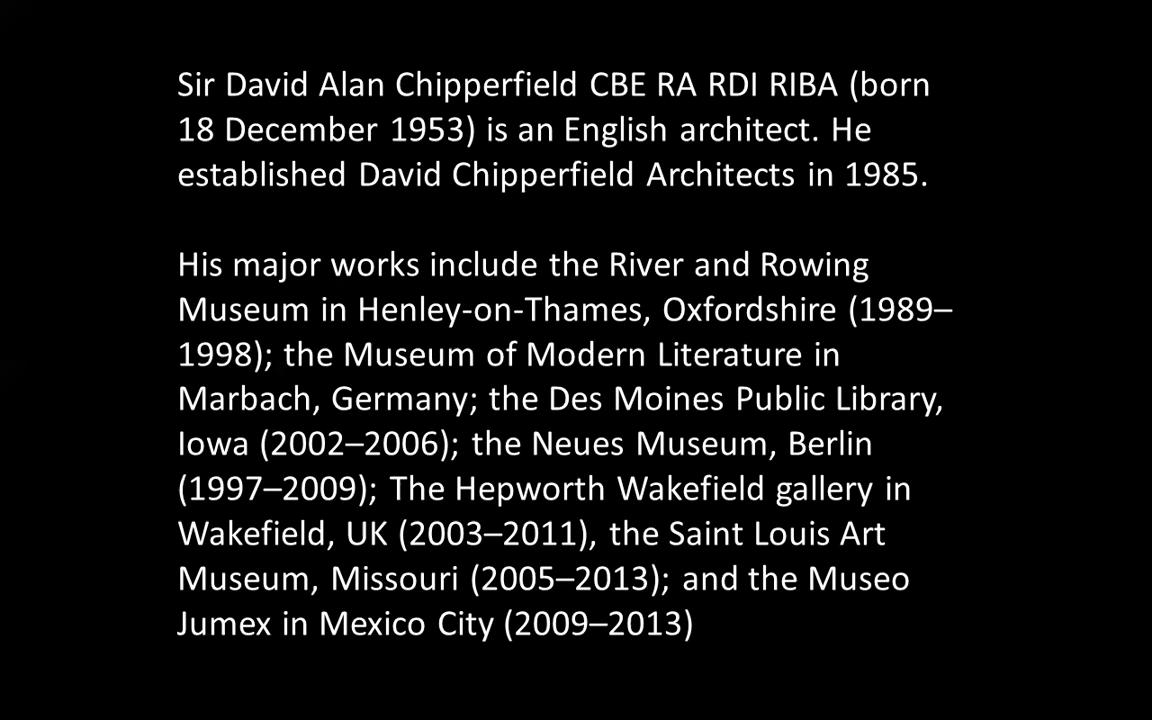 Sir David Alan Chipperfield CBE RA RDI RIBA (born
18 December 1953) is an English architect. He
established David Chipperfield Architects in 1985.
His major works include the River and Rowing
Museum in Henley-on-Thames, Oxfordshire (1989–
1998); the Museum of Modern Literature in
Marbach, Germany; the Des Moines Public Library,
Iowa (2002–2006); the Neues Museum, Berlin
(1997–2009); The Hepworth Wakefield gallery in
Wakefield, UK (2003–2011), the Saint Louis Art
Museum, Missouri (2005–2013); and the Museo
Jumex in Mexico City (2009–2013)